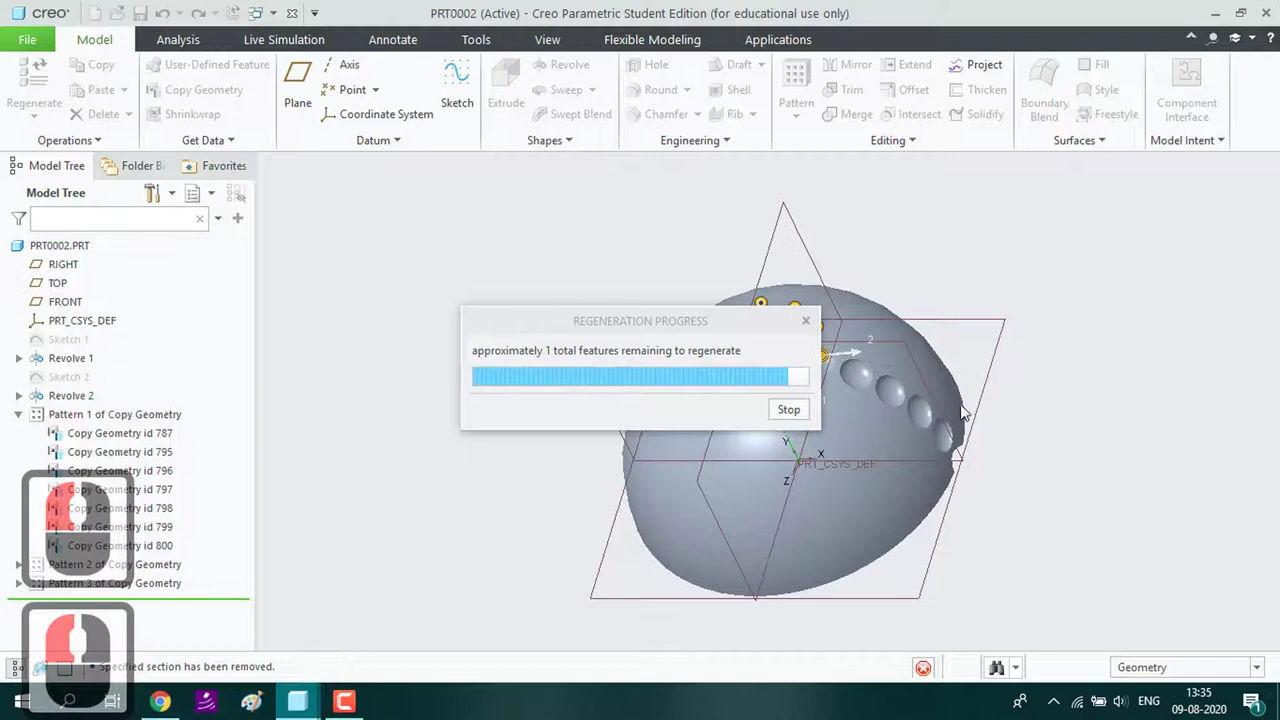 creo PRT0002 (Active) - Creo Parametric Student Edition (for educational use only)
File Model Analysis Live Simulation Annotate Tools View Flexible Modeling Applications
Regenerate
Copy
Paste
Delete
Operations
User-Defined Feature
Copy Geometry
Shrinkwrap
Get Data
Plane
Axis
Point
Coordinate System
Sketch
Datum
Extrude
Revolve
Sweep
Swept Blend
Shapes
Hole
Round
Chamfer
Draft
Shell
Rib
Engineering
Pattern
Mirror
Trim
Merge
Extend
Offset
Intersect
Project
Thicken
Solidify
Editing
Boundary
Blend
Fill
Style
Freestyle
Surfaces
Component
Interface
Model Intent
Model Tree Folder B Favorites
Model Tree
PRT0002.PRT
RIGHT
TOP
FRONT
PRT_CSYS_DEF
Sketch 1
Revolve 1
Sketch 2
Revolve 2
Pattern 1 of Copy Geometry
Copy Geometry id 787
Copy Geometry id 795
Copy Geometry id 796
Copy Geometry id 797
Copy Geometry id 798
Copy Geometry id 799
Copy Geometry id 800
Pattern 2 of Copy Geometry
Pattern 3 of Copy Geometry
REGENERATION PROGRESS
approximately 1 total features remaining to regenerate
Stop
2
1
Y
X
PRT_CSYS_DEF
Z
Specified section has been removed.
Geometry
ENG
13:35
09-08-2020
1